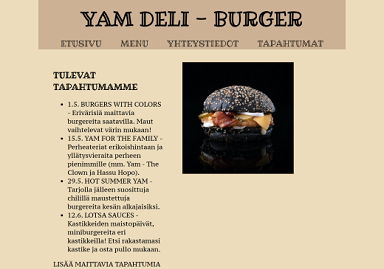 YAM DELI - BURGER
ETUSIVU MENU YHTEYSTIEDOT TAPAHTUMAT
TULEVAT
TAPAHTUMAMME
• 1.5. BURGERS WITH COLORS
- Erivärisiä maittavia
burgereita saatavilla. Maut
vaihtelevat värin mukaan!
• 15.5. YAM FOR THE FAMILY -
Perheateriat erikoishintaan ja
yllätysvieraita perheen
pienimmille (mm. Yam - The
Clown ja Hassu Hopo).
• 29.5. HOT SUMMER YAM -
Tarjolla jälleen suosittuja
chilillä maustettuja
burgereita kesän alkajaisiksi.
• 12.6. LOTSA SAUCES -
Kastikkeiden maistopäivät,
miniburgereita eri
kastikkeilla! Etsi rakastamasi
kastike ja osta pullo mukaan.
LISÄÄ MAITTAVIA TAPAHTUMIA